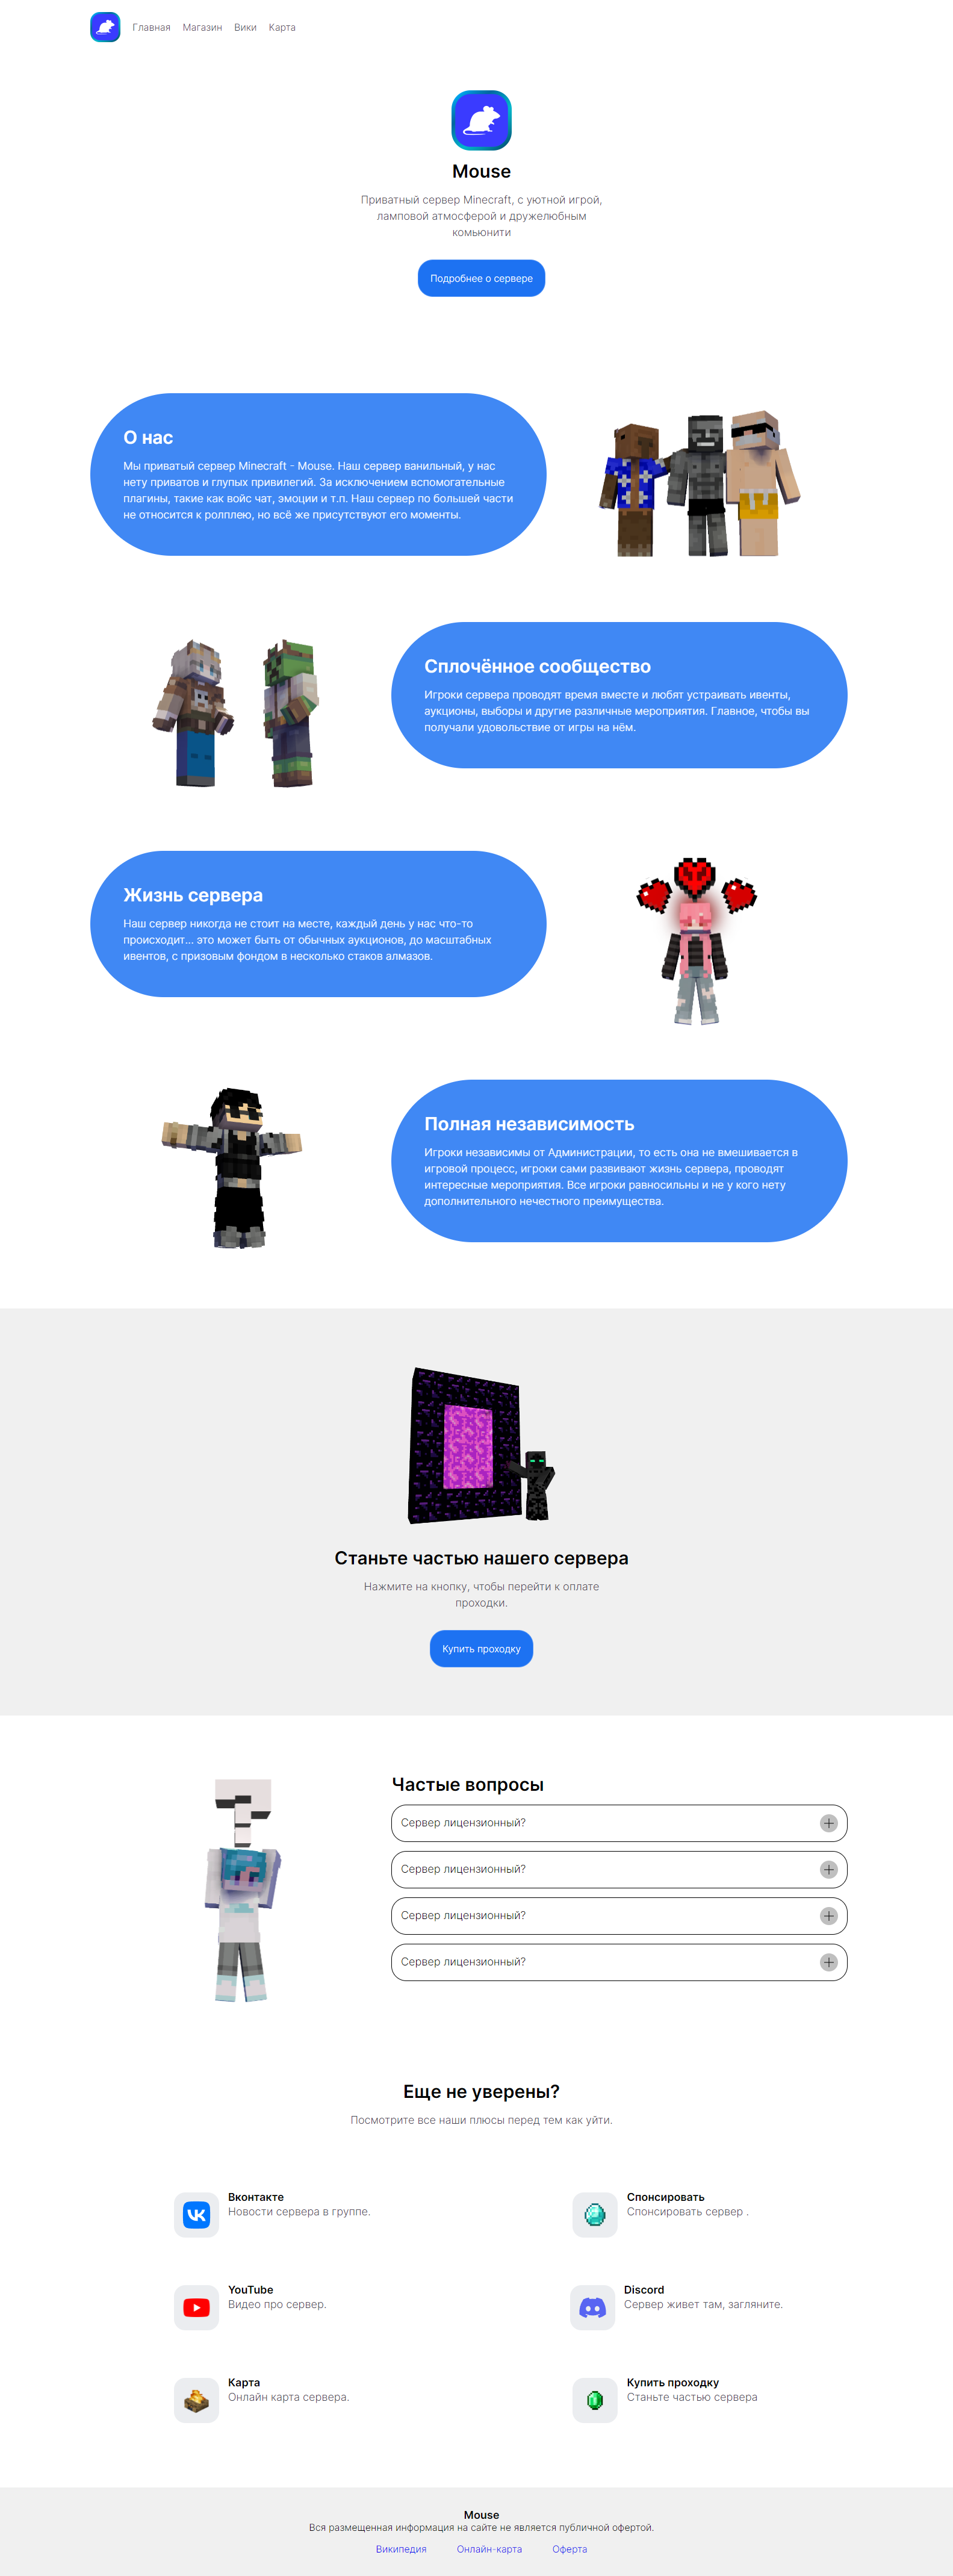 Главная Магазин Вики Карта
Mouse
Приватный сервер Minecraft, с уютной игрой,
ламповой атмосферой и дружелюбным
комьюнити
Подробнее о сервере
О нас
Мы приватый сервер Minecraft - Mouse. Наш сервер ванильный, у нас
нету приватов и глупых привилегий. За исключением вспомогательные
плагины, такие как войс чат, эмоции и т.п. Наш сервер по большей части
не относится к роллплею, но всё же присутствуют его моменты.
Сплочённое сообщество
Игроки сервера проводят время вместе и любят устраивать ивенты,
аукционы, выборы и другие различные мероприятия. Главное, чтобы вы
получали удовольствие от игры на нём.
Жизнь сервера
Наш сервер никогда не стоит на месте, каждый день у нас что-то
происходит... это может быть от обычных аукционов, до масштабных
ивентов, с призовым фондом в несколько стаков алмазов.
Полная независимость
Игроки независимы от Администрации, то есть она не вмешивается в
игровой процесс, игроки сами развивают жизнь сервера, проводят
интересные мероприятия. Все игроки равносильны и не у кого нету
дополнительного нечестного преимущества.
Станьте частью нашего сервера
Нажмите на кнопку, чтобы перейти к оплате
проходки.
Купить проходку
Частые вопросы
Сервер лицензионный?
Сервер лицензионный?
Сервер лицензионный?
Сервер лицензионный?
Еще не уверены?
Посмотрите все наши плюсы перед тем как уйти.
Вконтакте
Новости сервера в группе.
Спонсировать
Спонсировать сервер .
YouTube
Видео про сервер.
Discord
Сервер живет там, загляните.
Карта
Онлайн карта сервера.
Купить проходку
Станьте частью сервера
Mouse
Вся размещенная информация на сайте не является публичной офертой.
Википедия Онлайн-карта Оферта